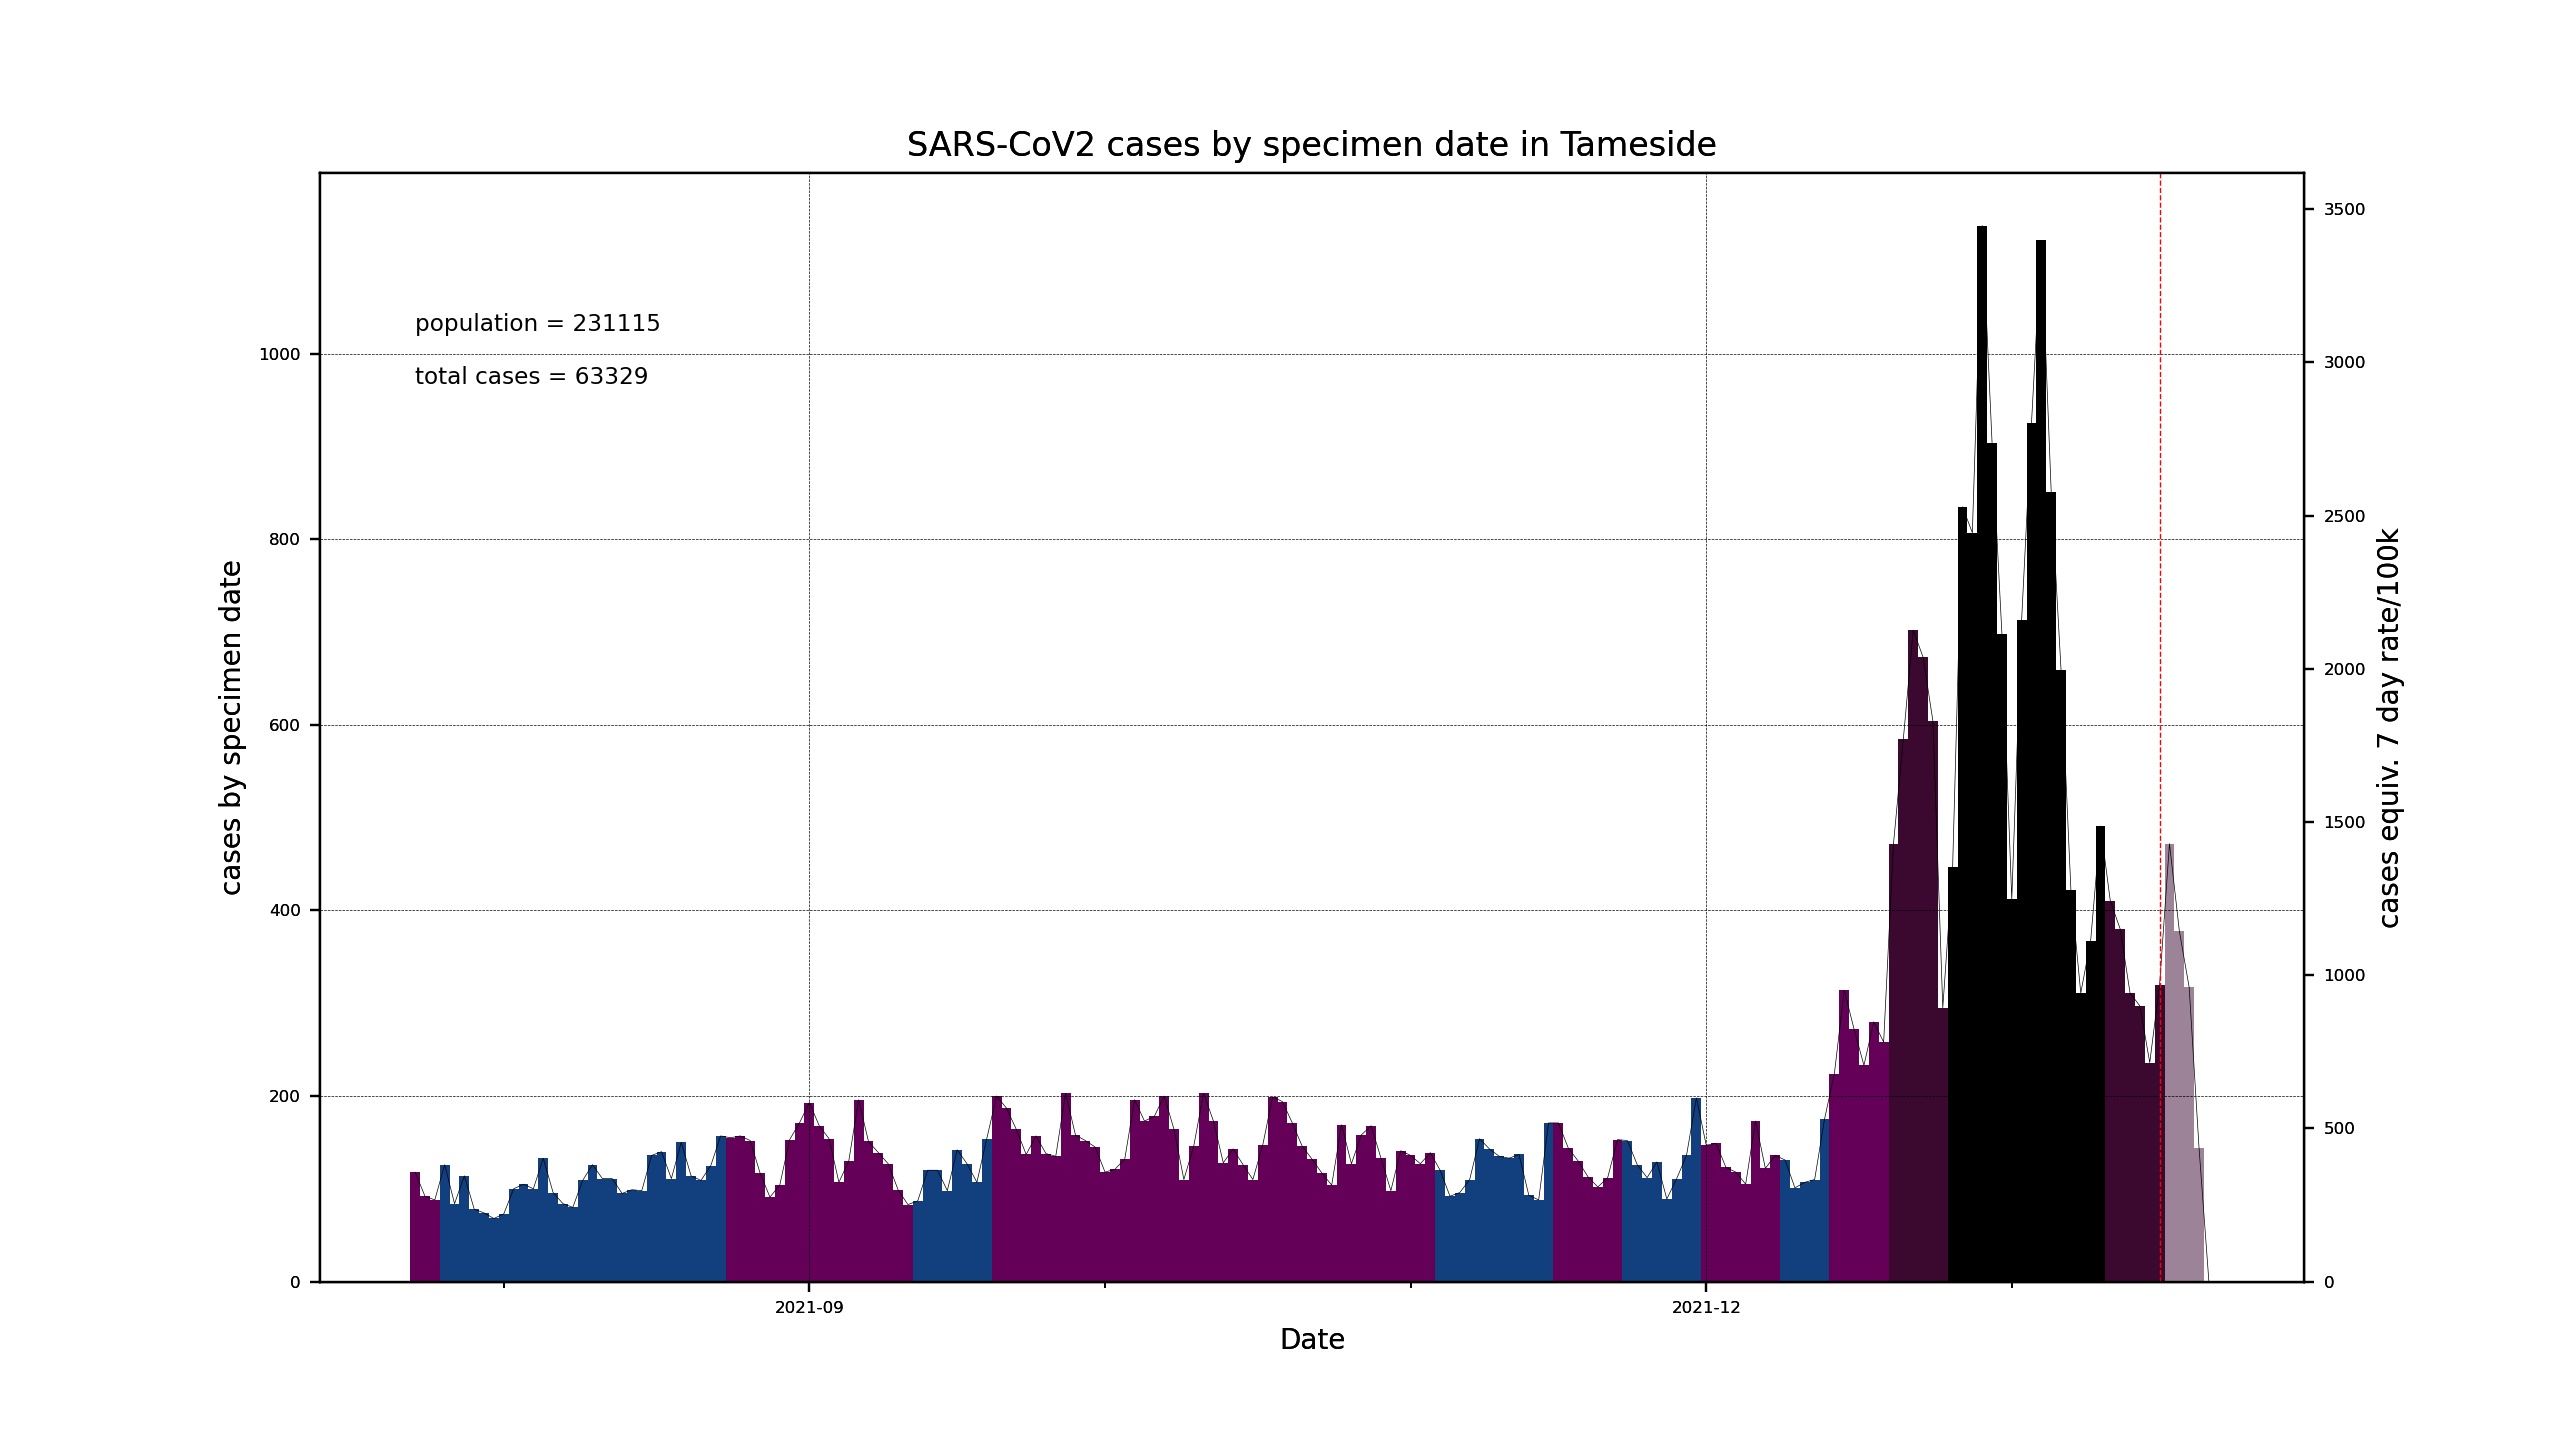 SARS-CoV2 cases by specimen date in Tameside
population = 231115
total cases = 63329
cases by specimen date
1000
800
600
400
200
0
3500
3000
2500
2000
1500
1000
500
0
cases equiv. 7 day rate/100k
2021-09
2021-12
Date